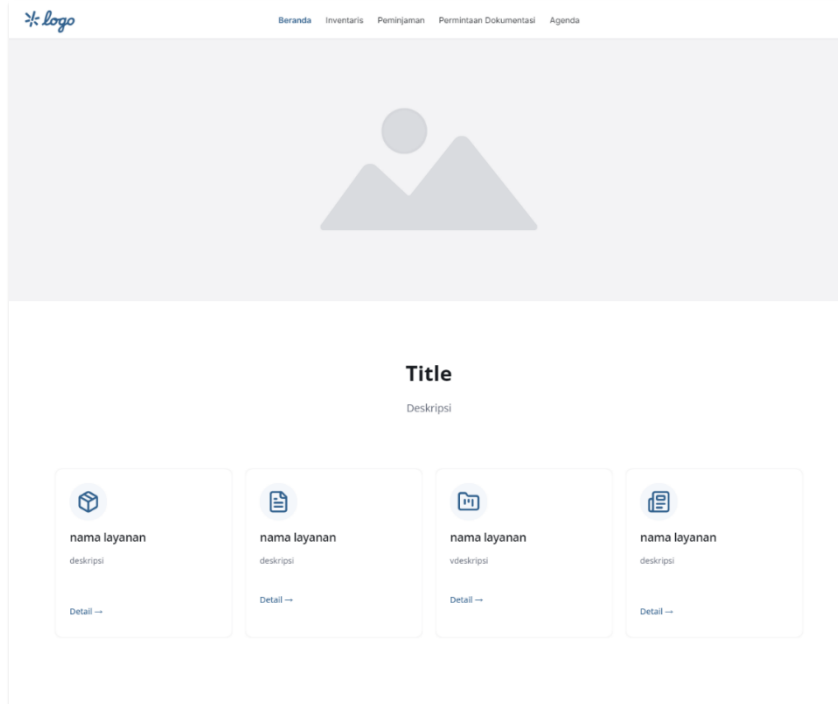 logo
Beranda Inventaris Peminjaman Permintaan Dokumentasi Agenda
Title
Deskripsi
nama layanan
deskripsi
Detail →
nama layanan
deskripsi
Detail →
nama layanan
vdeskripsi
Detail →
nama layanan
deskripsi
Detail →